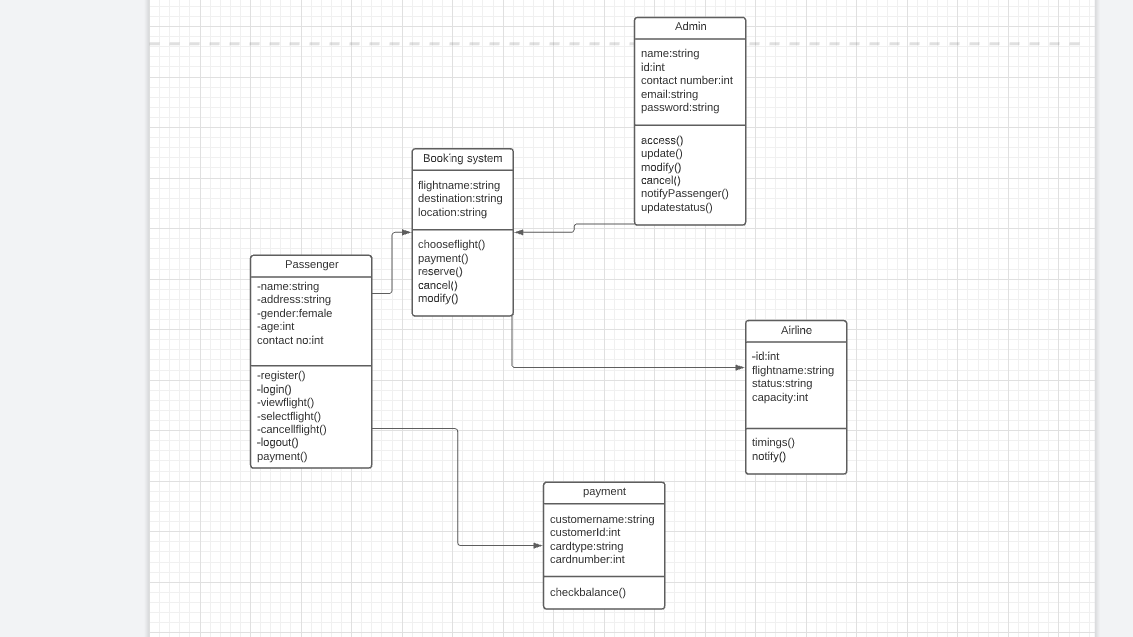 Admin
name:string
id:int
contact number:int
email:string
password:string
access()
update()
modify()
cancel()
notifyPassenger()
updatestatus()
Booking system
flightname:string
destination:string
location:string
chooseflight()
payment()
reserve()
cancel()
modify()
Passenger
-name:string
-address:string
-gender:female
-age:int
contact no:int
-register()
-login()
-viewflight()
-selectflight()
-cancellflight()
-logout()
payment()
Airline
-id:int
flightname:string
status:string
capacity:int
timings()
notify()
payment
customername:string
customerId:int
cardtype:string
cardnumber:int
checkbalance()